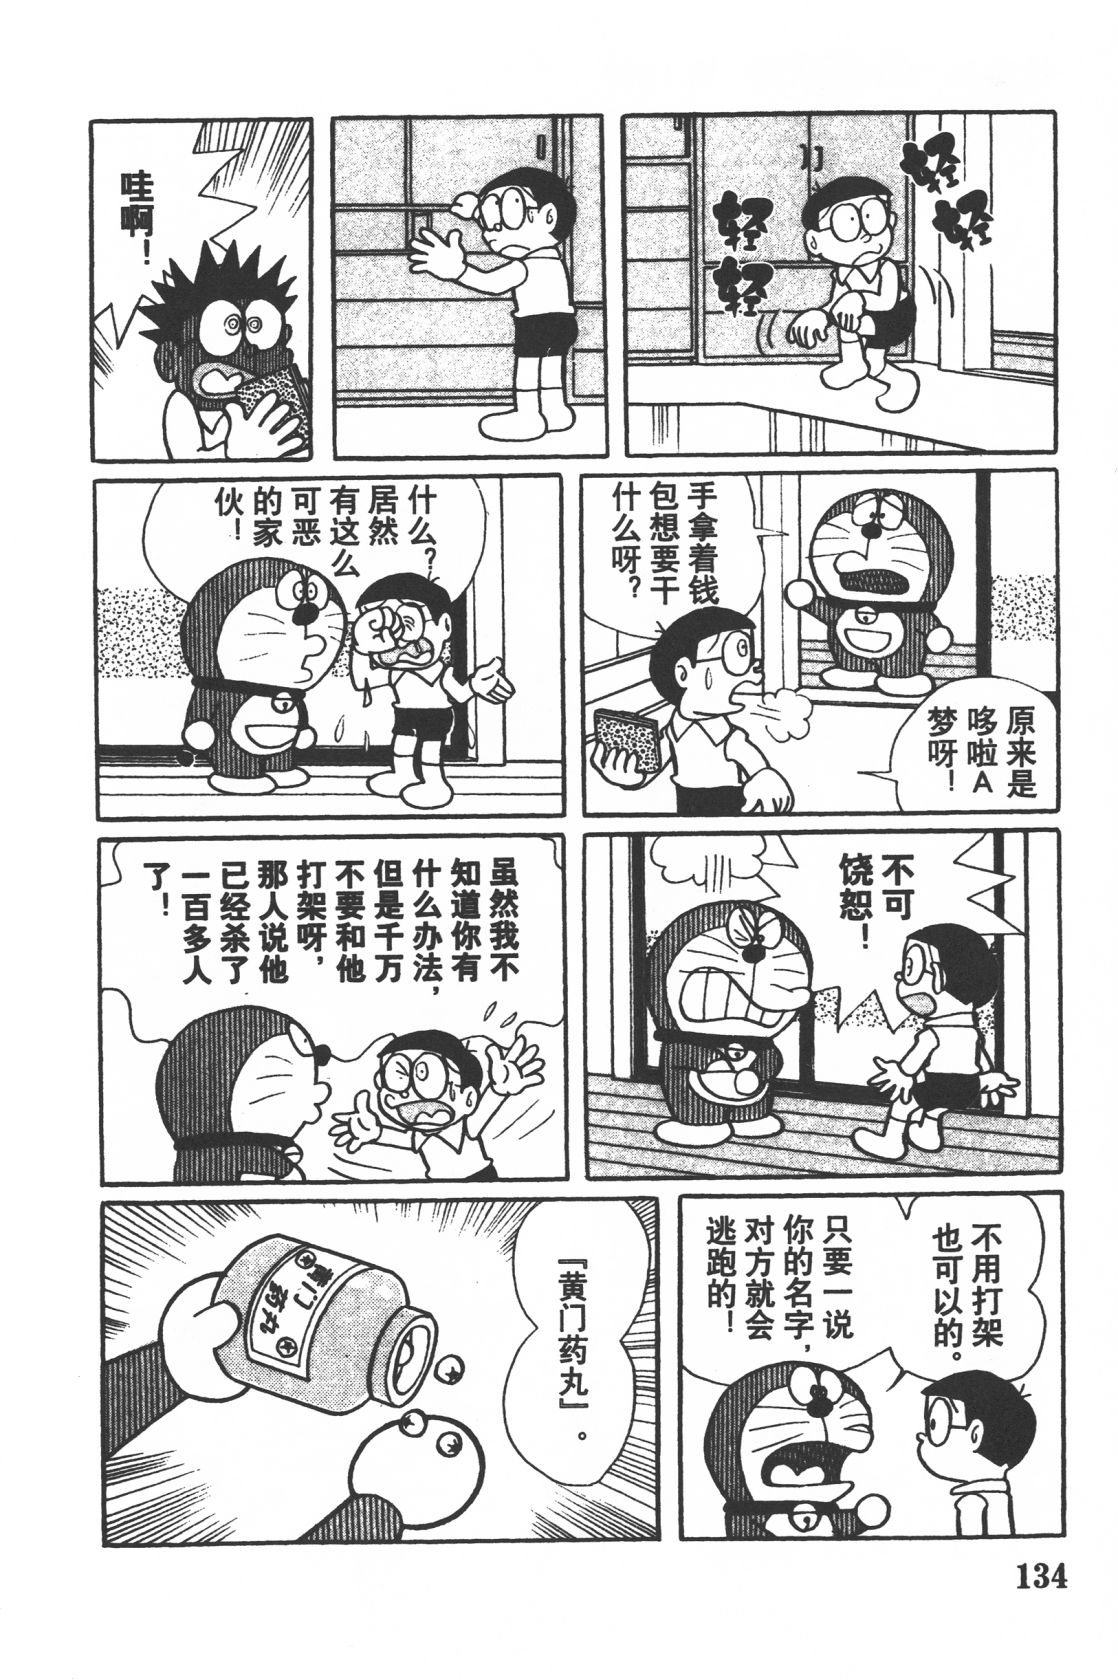 轻
轻
轻
轻
哇
啊！
手拿着钱
包想要干
什么呀？
原来是
哆啦A
梦呀！
什么？
居然
有这么
可恶
的家
伙！
不可
饶恕！
虽然我不
知道你有
什么办法，
但是千万
不要和他
打架呀，
那人说他
已经杀了
一百多人
了！
不用打架
也可以的。
只要一说
你的名字，
对方就会
逃跑的！
『黄门药丸』。
黄门
药丸
134